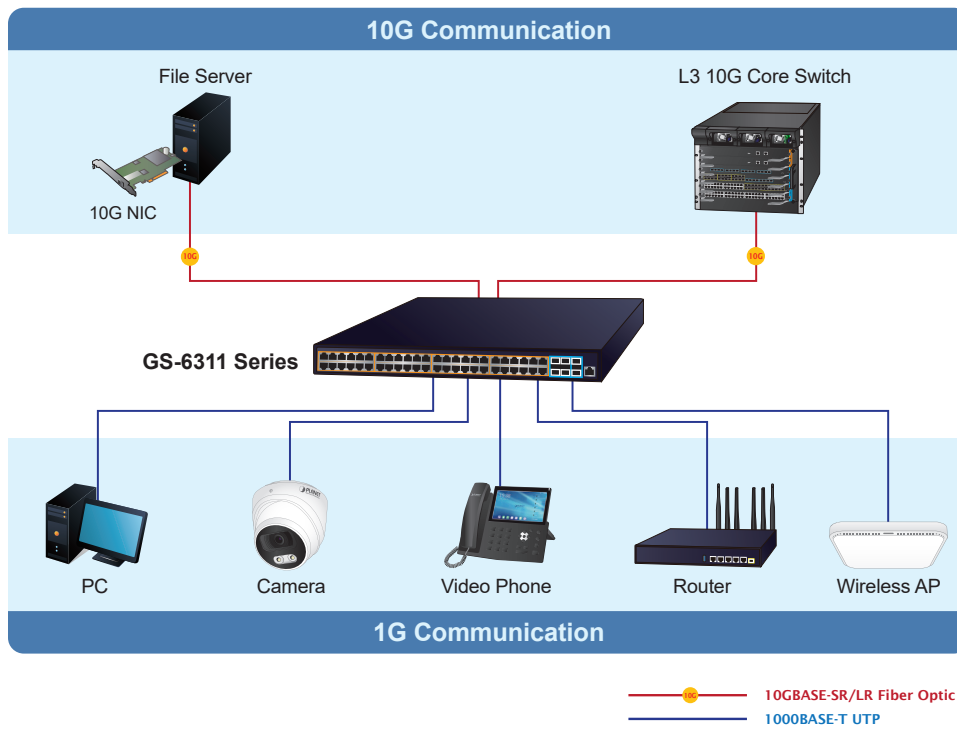 10G Communication
File Server
L3 10G Core Switch
10G NIC
10G
10G
GS-6311 Series
PLANET
PC
Camera
Video Phone
Router
Wireless AP
1G Communication
10G
10GBASE-SR/LR Fiber Optic
1000BASE-T UTP